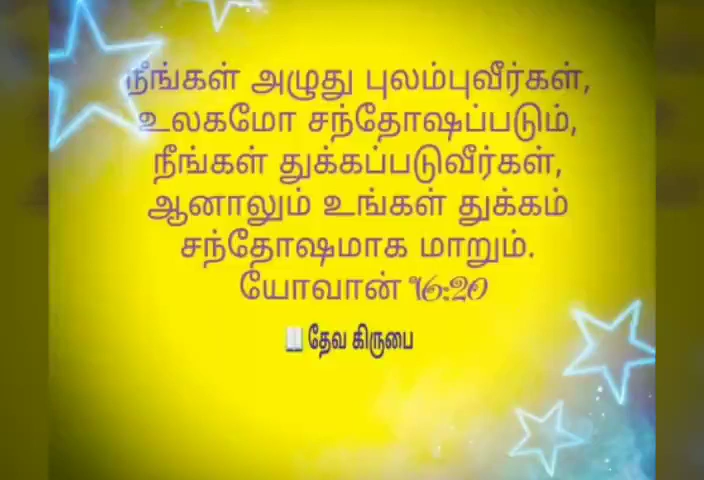 நீங்கள் அழுது புலம்புவீர்கள்,
உலகமோ சந்தோஷப்படும்,
நீங்கள் துக்கப்படுவீர்கள்,
ஆனாலும் உங்கள் துக்கம்
சந்தோஷமாக மாறும்.
யோவான் 16:20
தேவ கிருபை